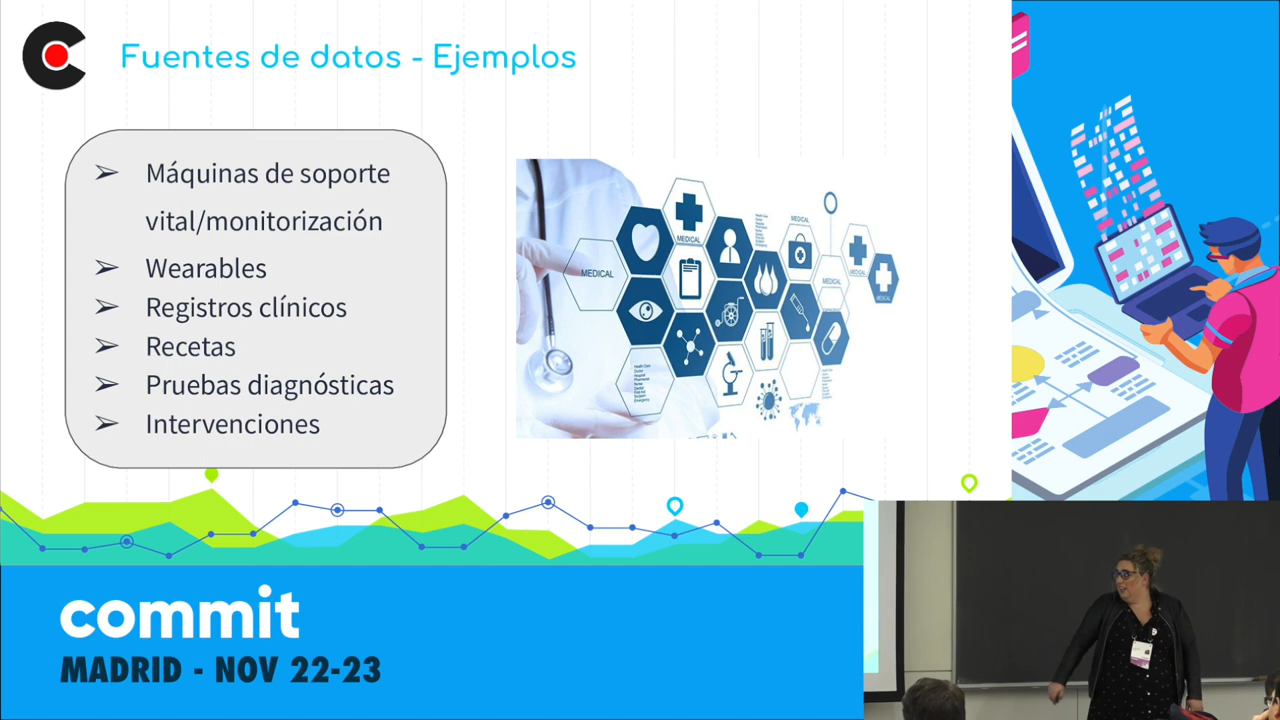 Fuentes de datos - Ejemplos
➢ Máquinas de soporte
vital/monitorización
➢ Wearables
➢ Registros clínicos
➢ Recetas
➢ Pruebas diagnósticas
➢ Intervenciones
MEDICAL
MEDICAL
MEDICAL
MEDICAL
MEDICAL
MEDICAL
commit
MADRID - NOV 22-23